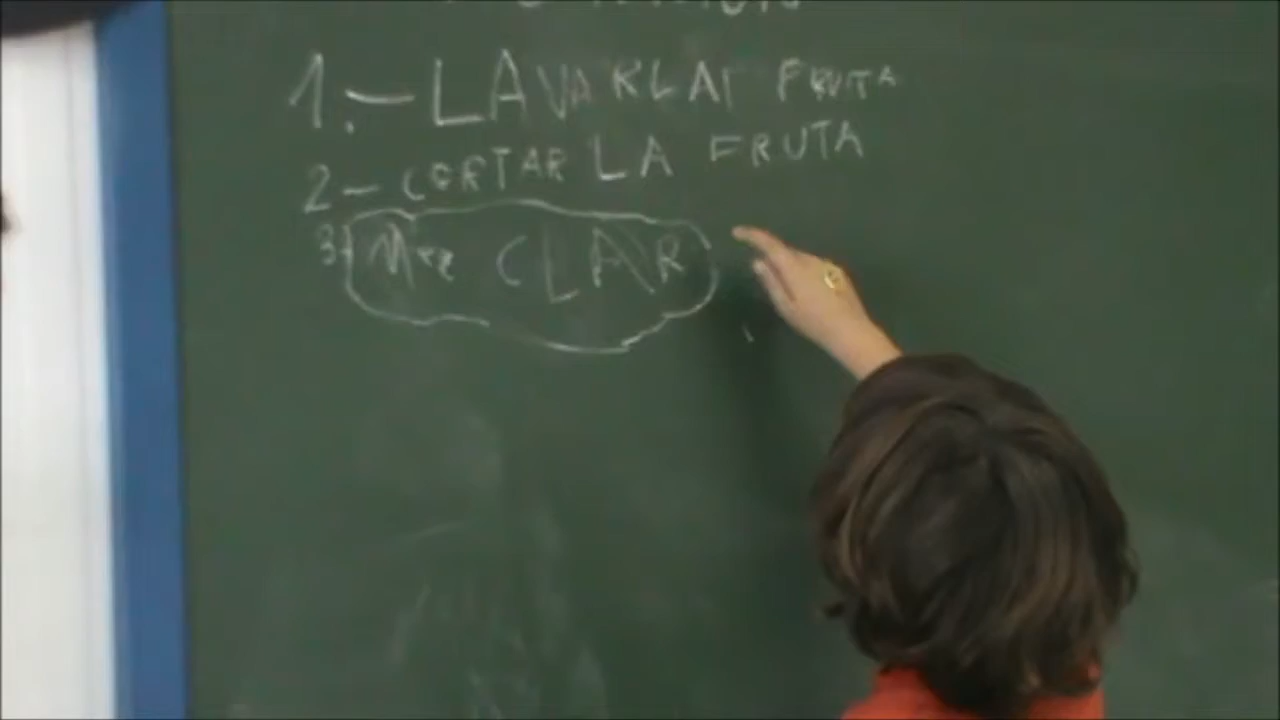 1.- LAVAR LA FRUTA
2- CORTAR LA FRUTA
3- MEZCLAR